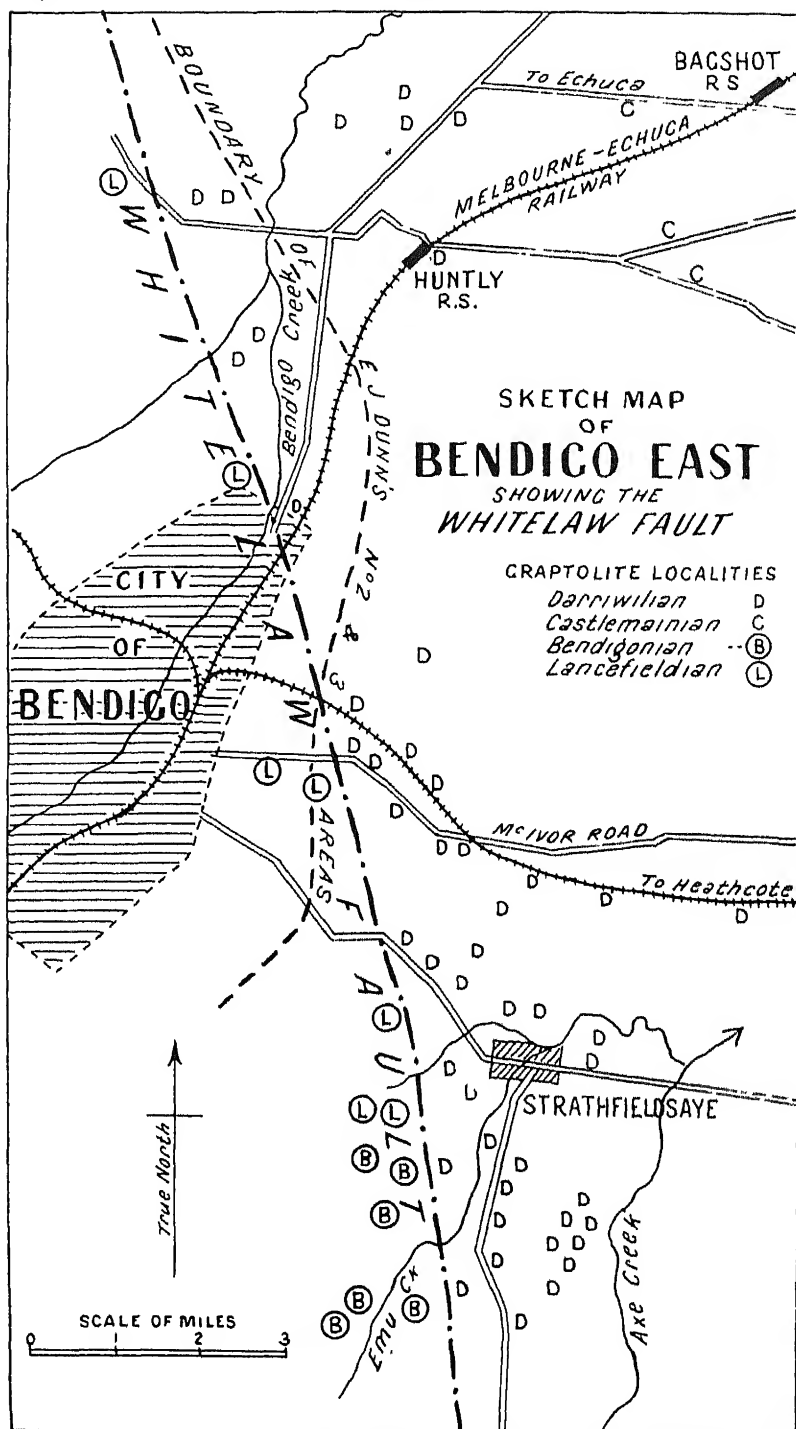 BAGSHOT
R S
To Echuca
C
D
D
D
D
BOUNDARY
MELBOURNE–ECHUCA
RAILWAY
L
D
D
C
C
D
HUNTLY
R.S.
OF
Bendigo Creek
D
D
E. J. DUNN'S
No 2 & 3
AREAS
WHITELAW FAULT
SKETCH MAP
OF
BENDIGO EAST
SHOWING THE
WHITELAW FAULT
GRAPTOLITE LOCALITIES
Darriwilian D
Castlemainian C
Bendigonian -- B
Lancefieldian L
L
D
CITY
OF
BENDIGO
D
D
D
D
D
D
L
L
D
McIVOR ROAD
D
D
To Heathcote
D
D
D
D
D
D
D
D
D
D
L
D
D
D
D
STRATHFIELDSAYE
L
L
D
B
B
D
D
B
D
D
D
D
D
D
D
D
D
D
D
D
D
D
B
B
B
D
Emu Ck
Axe Creek
True North
SCALE OF MILES
0 1 2 3